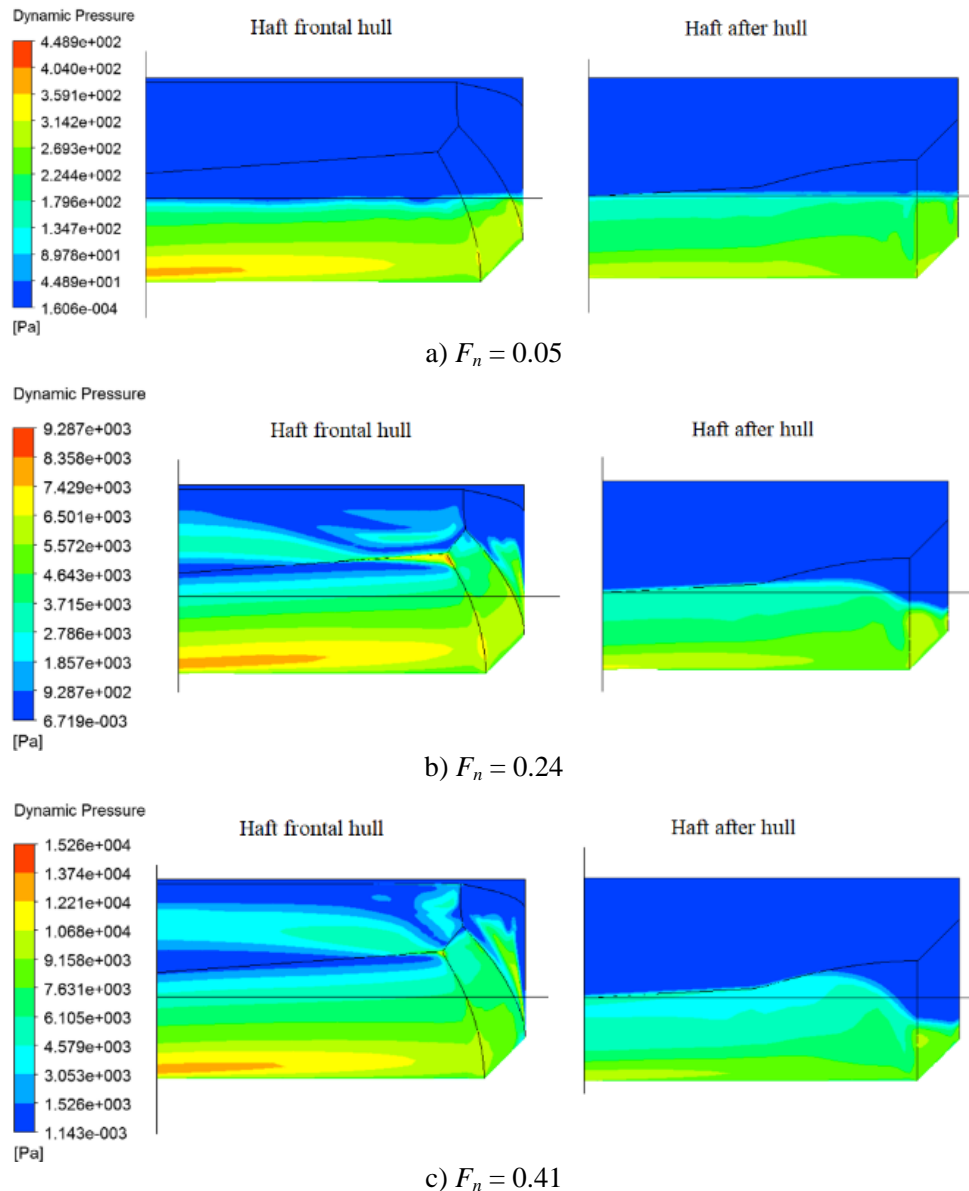 Dynamic Pressure
Haft frontal hull
Haft after hull
4.489e+002
4.040e+002
3.591e+002
3.142e+002
2.693e+002
2.244e+002
1.796e+002
1.347e+002
8.978e+001
4.489e+001
1.606e-004
[Pa]
a) Fn = 0.05
Dynamic Pressure
Haft frontal hull
Haft after hull
9.287e+003
8.358e+003
7.429e+003
6.501e+003
5.572e+003
4.643e+003
3.715e+003
2.786e+003
1.857e+003
9.287e+002
6.719e-003
[Pa]
b) Fn = 0.24
Dynamic Pressure
Haft frontal hull
Haft after hull
1.526e+004
1.374e+004
1.221e+004
1.068e+004
9.158e+003
7.631e+003
6.105e+003
4.579e+003
3.053e+003
1.526e+003
1.143e-003
[Pa]
c) Fn = 0.41